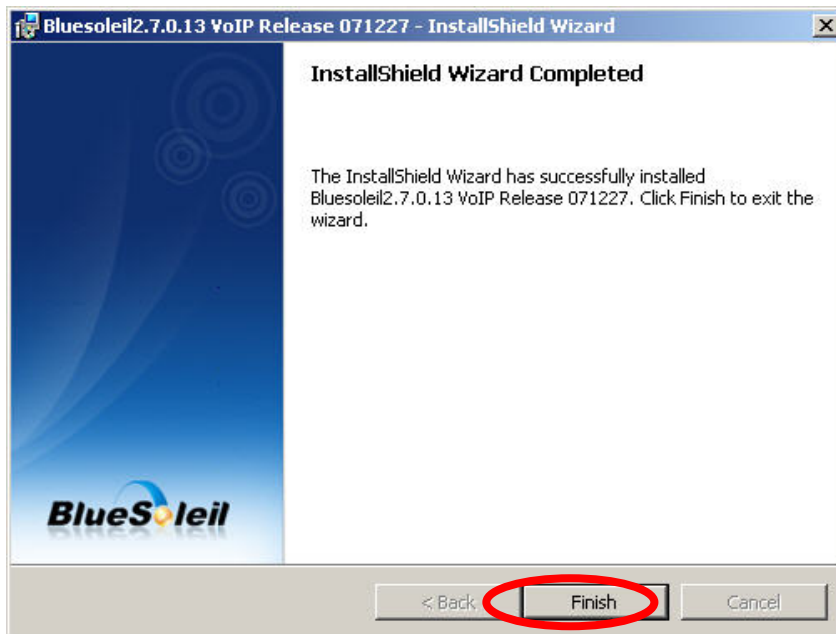 Bluesoleil2.7.0.13 VoIP Release 071227 - InstallShield Wizard
InstallShield Wizard Completed
The InstallShield Wizard has successfully installed
Bluesoleil2.7.0.13 VoIP Release 071227. Click Finish to exit the
wizard.
BlueSoleil
< Back
Finish
Cancel